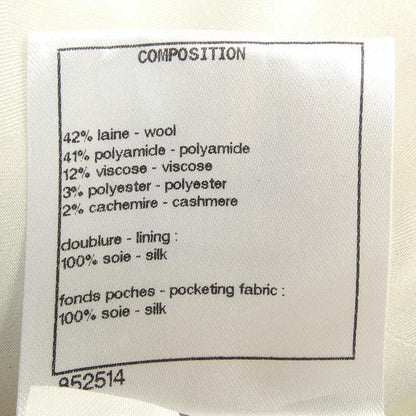 COMPOSITION
42% laine - wool
41% polyamide - polyamide
12% viscose - viscose
3% polyester - polyester
2% cachemire - cashmere
doublure - lining :
100% soie - silk
fonds poches - pocketing fabric :
100% soie - silk
852514